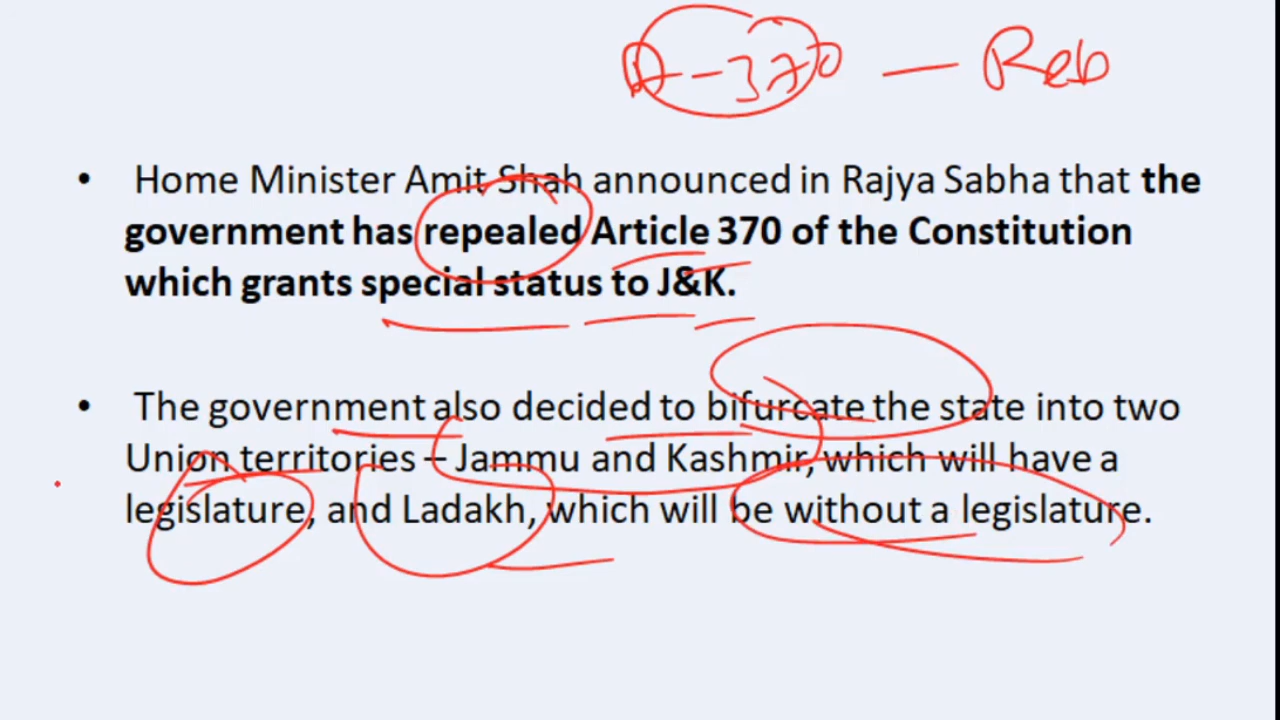 A-370 — Reb
• Home Minister Amit Shah announced in Rajya Sabha that the
government has repealed Article 370 of the Constitution
which grants special status to J&K.
• The government also decided to bifurcate the state into two
Union territories – Jammu and Kashmir, which will have a
legislature, and Ladakh, which will be without a legislature.